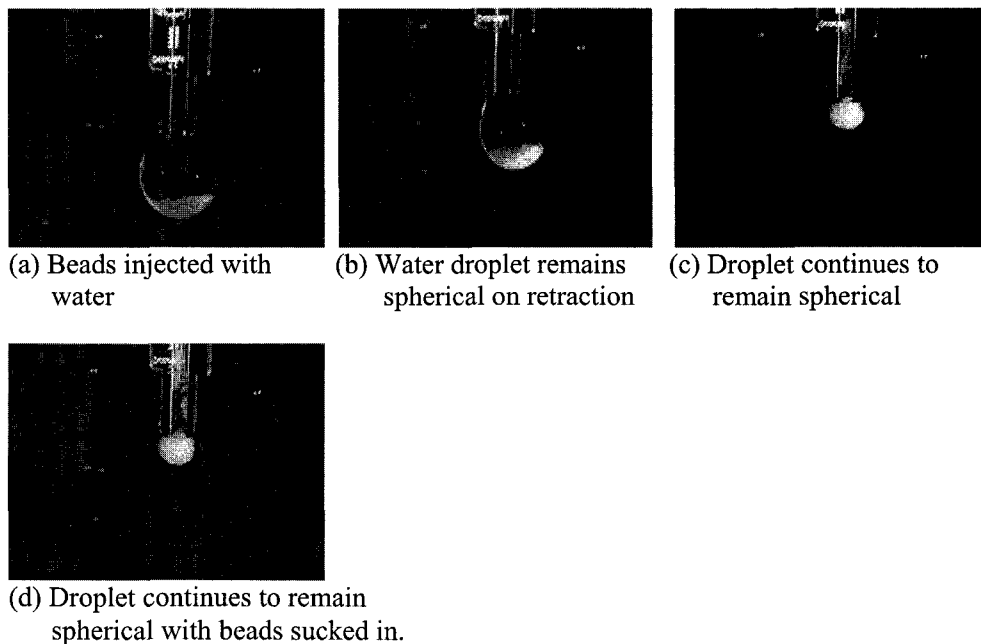 (a) Beads injected with
water
(b) Water droplet remains
spherical on retraction
(c) Droplet continues to
remain spherical
(d) Droplet continues to remain
spherical with beads sucked in.